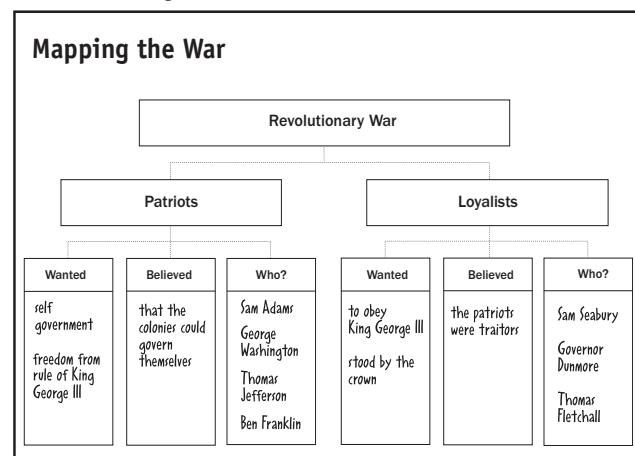 Mapping the War
Revolutionary War
Patriots
Loyalists
Wanted
self
government
freedom from
rule of King
George III
Believed
that the
colonies could
govern
themselves
Who?
Sam Adams
George
Washington
Thomas
Jefferson
Ben Franklin
Wanted
to obey
King George III
stood by the
crown
Believed
the patriots
were traitors
Who?
Sam Seabury
Governor
Dunmore
Thomas
Fletchall